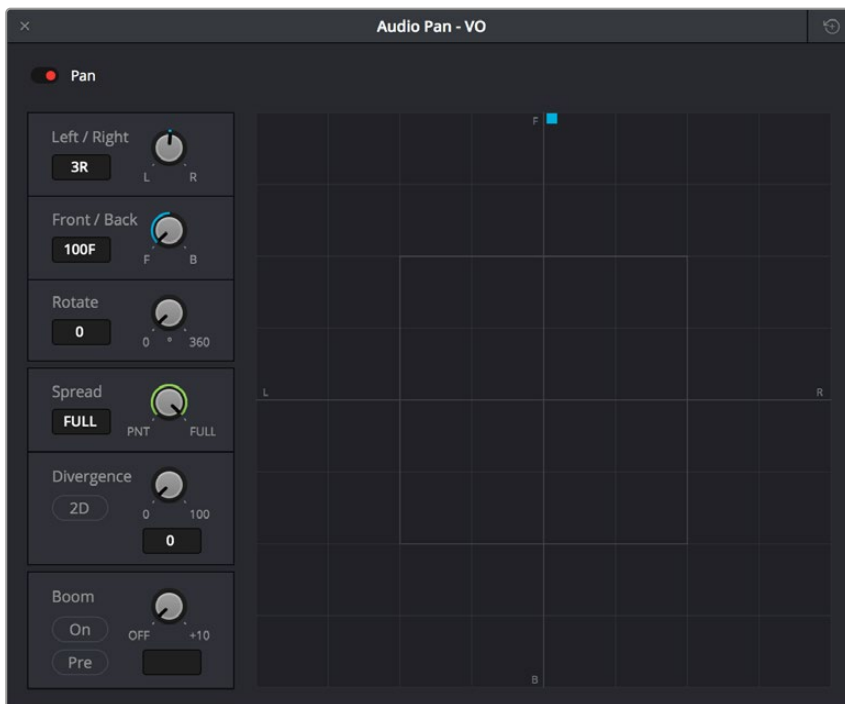 Audio Pan - VO
Pan
Left / Right
3R
L R
Front / Back
100F
F B
Rotate
0
0 ° 360
Spread
FULL
PNT FULL
Divergence
2D
0 100
0
Boom
On
OFF +10
Pre
F
L
R
B